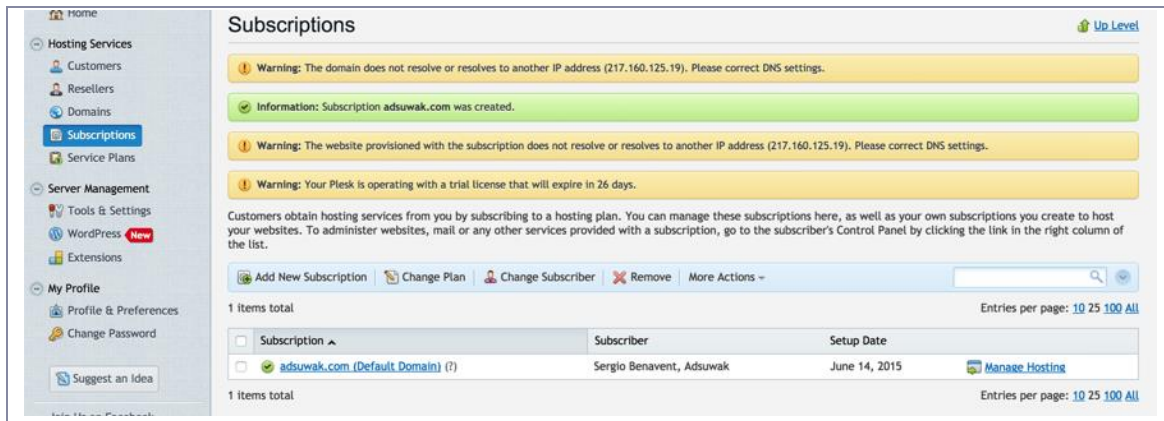 Home
Hosting Services
Customers
Resellers
Domains
Subscriptions
Service Plans
Server Management
Tools & Settings
WordPress New
Extensions
My Profile
Profile & Preferences
Change Password
Suggest an Idea
Join Us on Facebook
Subscriptions
Up Level
Warning: The domain does not resolve or resolves to another IP address (217.160.125.19). Please correct DNS settings.
Information: Subscription adsuwak.com was created.
Warning: The website provisioned with the subscription does not resolve or resolves to another IP address (217.160.125.19). Please correct DNS settings.
Warning: Your Plesk is operating with a trial license that will expire in 26 days.
Customers obtain hosting services from you by subscribing to a hosting plan. You can manage these subscriptions here, as well as your own subscriptions you create to host
your websites. To administer websites, mail or any other services provided with a subscription, go to the subscriber's Control Panel by clicking the link in the right column of
the list.
Add New Subscription Change Plan Change Subscriber Remove More Actions
1 items total Entries per page: 10 25 100 All
Subscription Subscriber Setup Date
adsuwak.com (Default Domain) (?) Sergio Benavent, Adsuwak June 14, 2015 Manage Hosting
1 items total Entries per page: 10 25 100 All